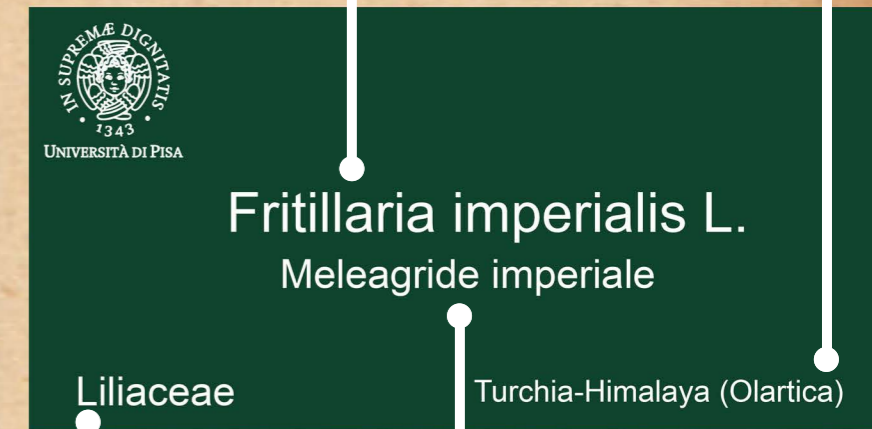 IN SUPREMÆ DIGNITATIS
1343
UNIVERSITÀ DI PISA
Fritillaria imperialis L.
Meleagride imperiale
Liliaceae
Turchia-Himalaya (Olartica)